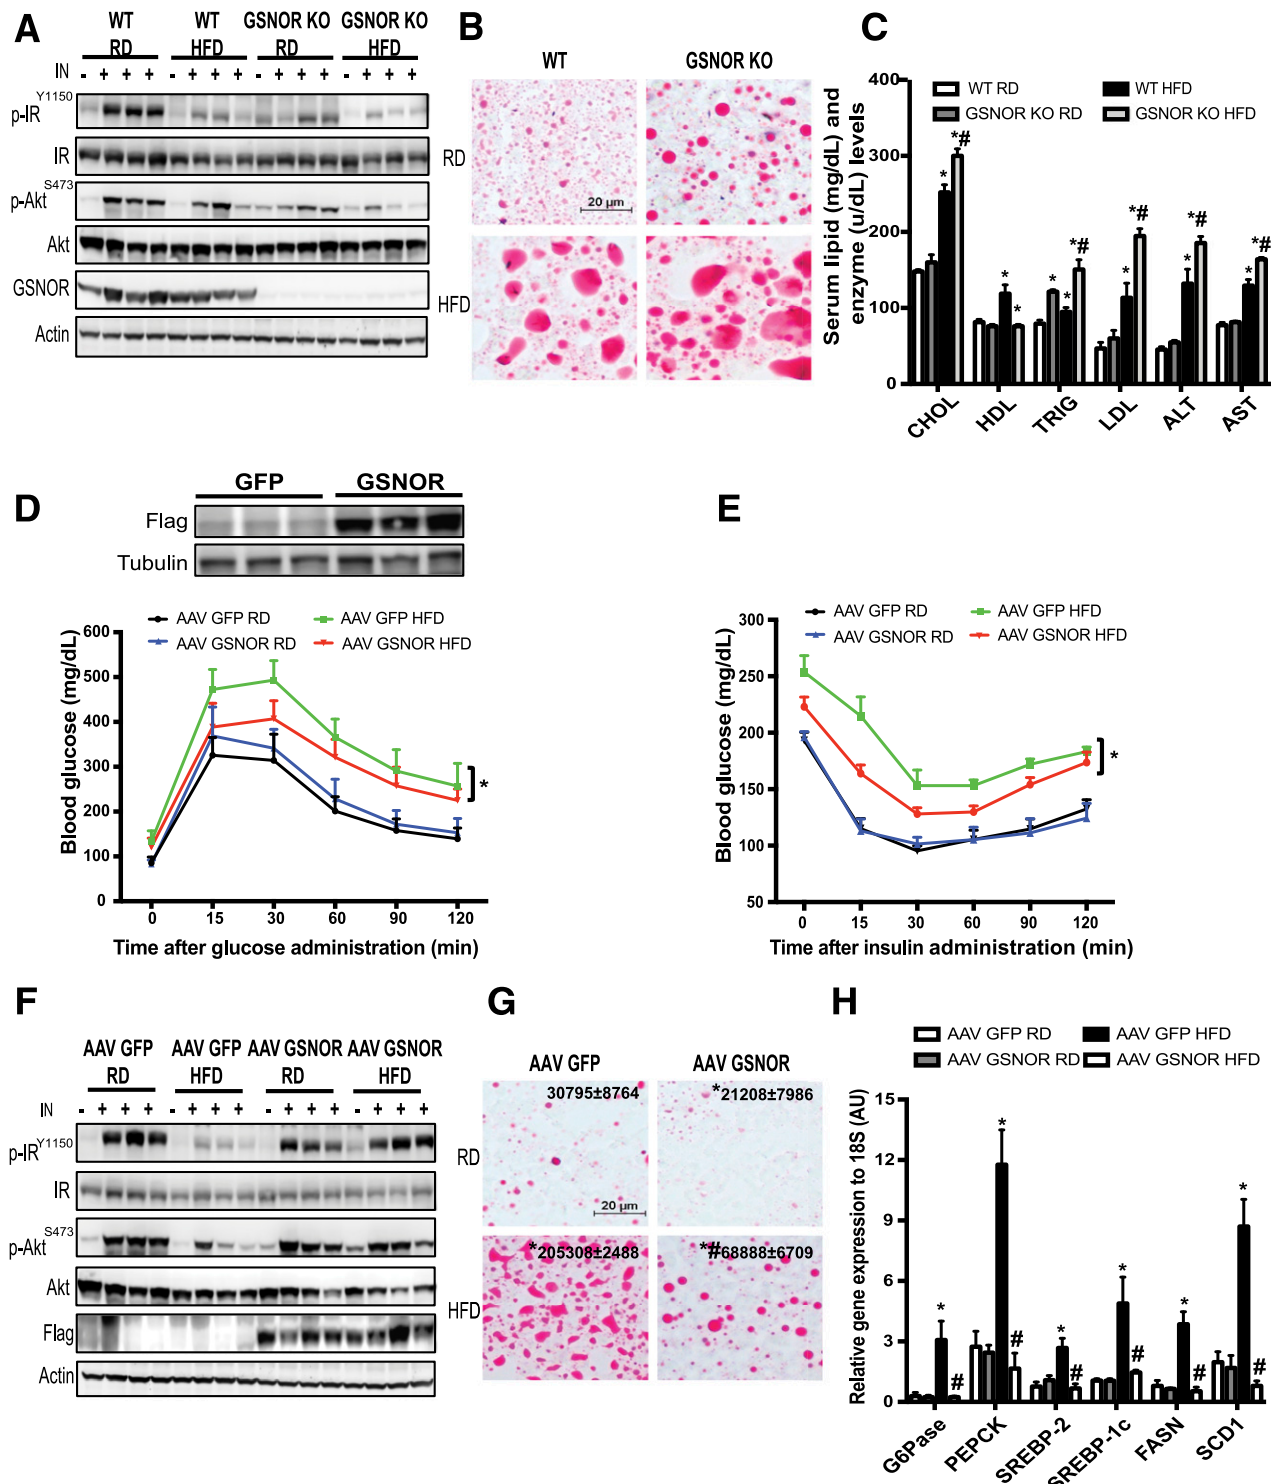 A
WT WT GSNOR KO GSNOR KO
RD HFD RD HFD
IN - + + + - + + + - + + + - + + +
p-IR Y1150
IR
p-Akt S473
Akt
GSNOR
Actin
B
WT GSNOR KO
RD
20 µm
HFD
C
WT RD WT HFD
GSNOR KO RD GSNOR KO HFD
Serum lipid (mg/dL) and
enzyme (u/dL) levels
400
300
200
100
0
* *#
* *
* * *#
* *#
* *#
* *#
CHOL HDL TRIG LDL ALT AST
D
GFP GSNOR
Flag
Tubulin
AAV GFP RD AAV GFP HFD
AAV GSNOR RD AAV GSNOR HFD
Blood glucose (mg/dL)
600
500
400
300
200
100
0
*
0 15 30 60 90 120
Time after glucose administration (min)
E
AAV GFP RD AAV GFP HFD
AAV GSNOR RD AAV GSNOR HFD
Blood glucose (mg/dL)
300
250
200
150
100
50
*
0 15 30 60 90 120
Time after insulin administration (min)
F
AAV GFP AAV GFP AAV GSNOR AAV GSNOR
RD HFD RD HFD
IN - + + + - + + + - + + + - + + +
p-IR Y1150
IR
p-Akt S473
Akt
Flag
Actin
G
AAV GFP AAV GSNOR
RD
30795±8764 *21208±7986
20 µm
HFD
*205308±2488 *#68888±6709
H
AAV GFP RD AAV GFP HFD
AAV GSNOR RD AAV GSNOR HFD
Relative gene expression to 18S (AU)
15
12
9
6
3
0
* #
* #
* #
* #
* #
* #
G6Pase PEPCK SREBP-2 SREBP-1c FASN SCD1